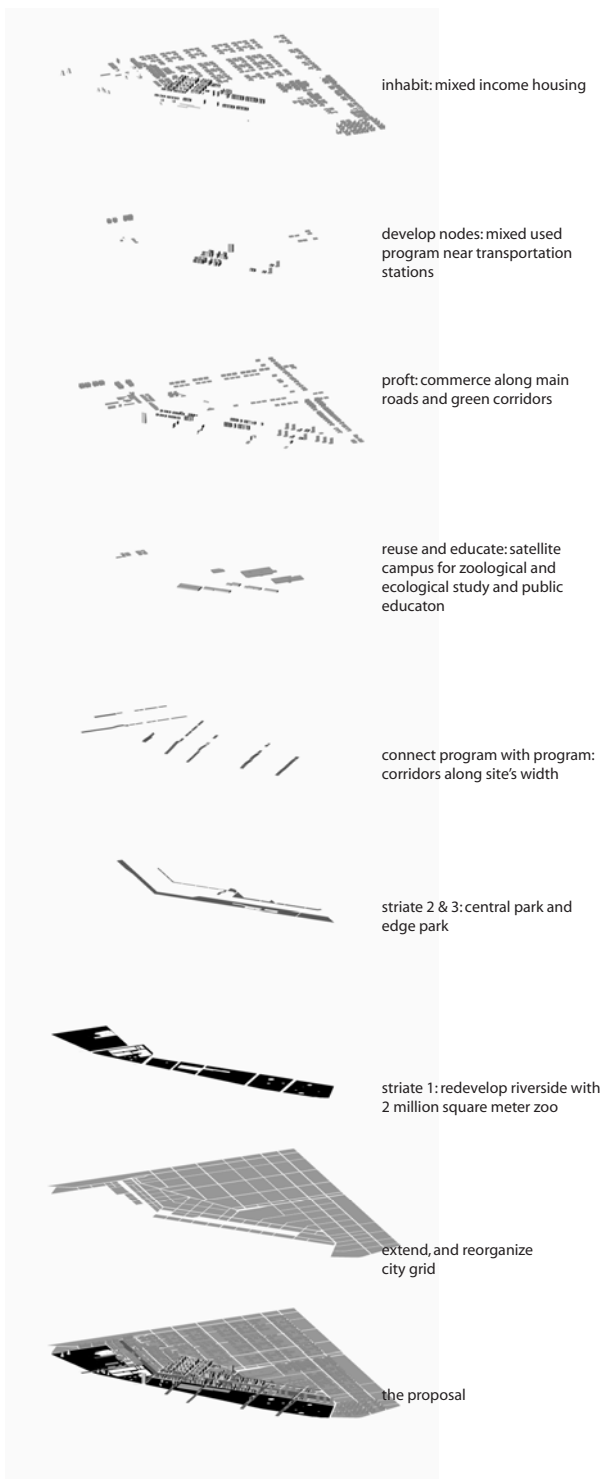 inhabit: mixed income housing
develop nodes: mixed used
program near transportation
stations
proft: commerce along main
roads and green corridors
reuse and educate: satellite
campus for zoological and
ecological study and public
educaton
connect program with program:
corridors along site's width
striate 2 & 3: central park and
edge park
striate 1: redevelop riverside with
2 million square meter zoo
extend, and reorganize
city grid
the proposal